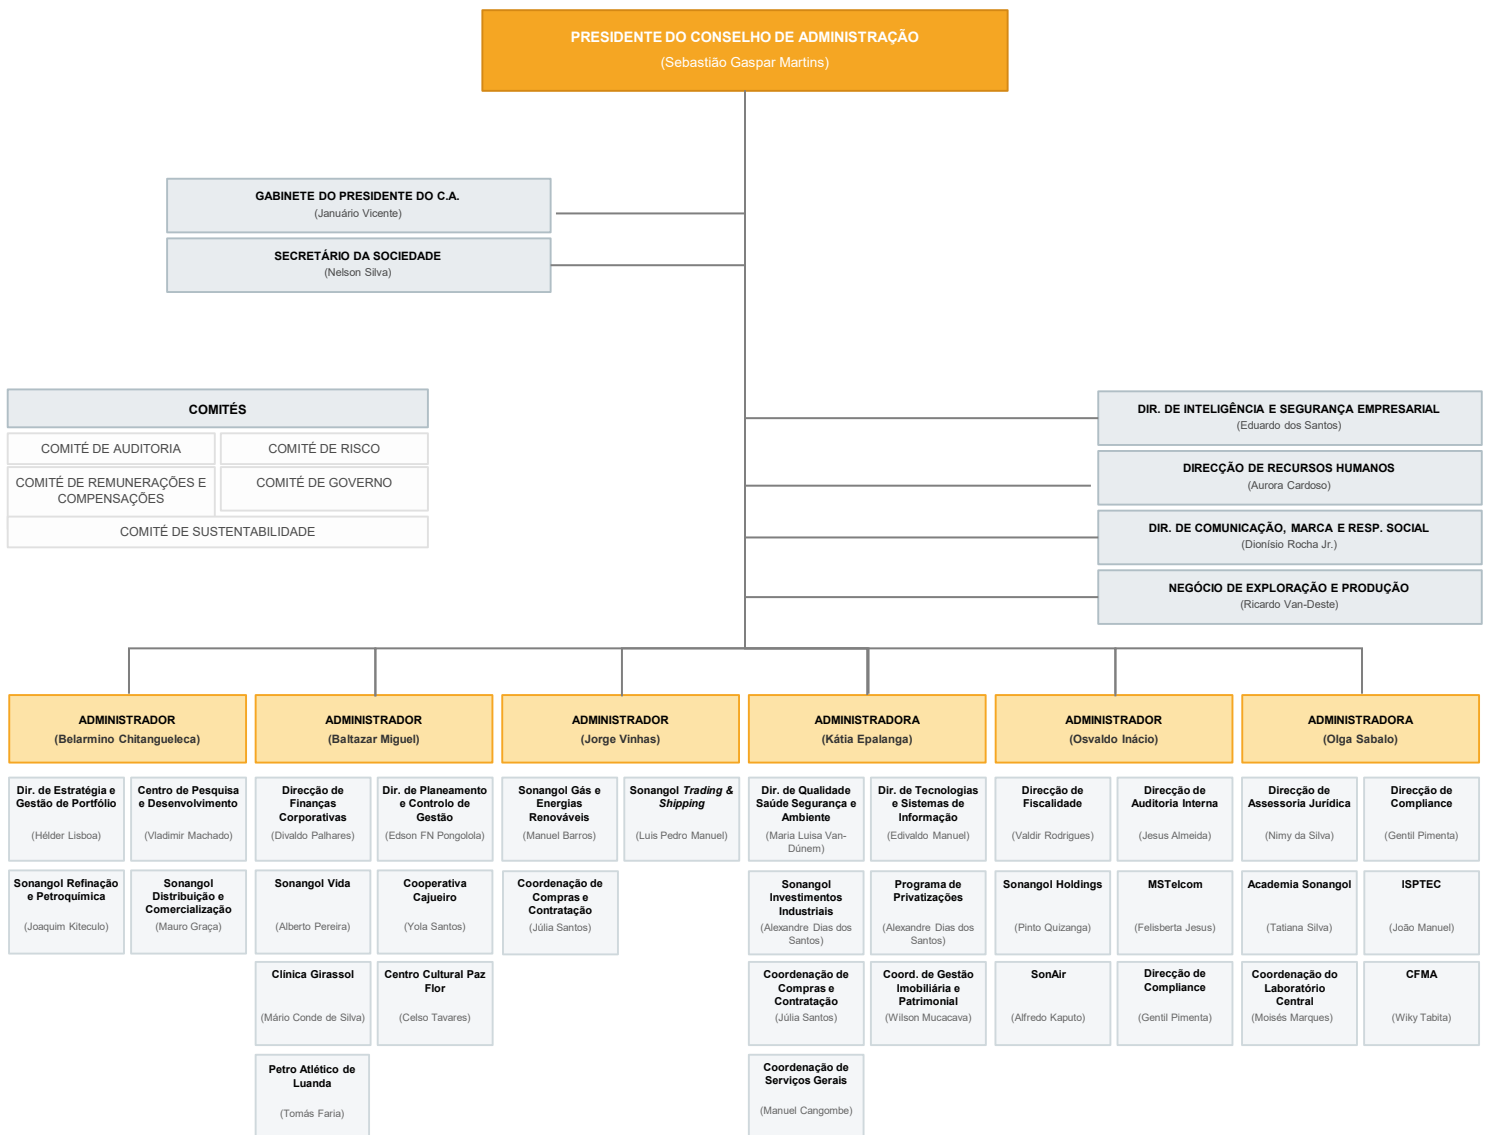 PRESIDENTE DO CONSELHO DE ADMINISTRAÇÃO
(Sebastião Gaspar Martins)
GABINETE DO PRESIDENTE DO C.A.
(Januário Vicente)
SECRETÁRIO DA SOCIEDADE
(Nelson Silva)
COMITÉS
COMITÉ DE AUDITORIA
COMITÉ DE RISCO
COMITÉ DE REMUNERAÇÕES E
COMPENSAÇÕES
COMITÉ DE GOVERNO
COMITÉ DE SUSTENTABILIDADE
DIR. DE INTELIGÊNCIA E SEGURANÇA EMPRESARIAL
(Eduardo dos Santos)
DIRECÇÃO DE RECURSOS HUMANOS
(Aurora Cardoso)
DIR. DE COMUNICAÇÃO, MARCA E RESP. SOCIAL
(Dionísio Rocha Jr.)
NEGÓCIO DE EXPLORAÇÃO E PRODUÇÃO
(Ricardo Van-Deste)
ADMINISTRADOR
(Belarmino Chitangueleca)
Dir. de Estratégia e
Gestão de Portfólio
(Hélder Lisboa)
Centro de Pesquisa
e Desenvolvimento
(Vladimir Machado)
Sonangol Refinação
e Petroquímica
(Joaquim Kiteculo)
Sonangol
Distribuição e
Comercialização
(Mauro Graça)
ADMINISTRADOR
(Baltazar Miguel)
Direcção de
Finanças
Corporativas
(Divaldo Palhares)
Dir. de Planeamento
e Controlo de
Gestão
(Edson FN Pongolola)
Sonangol Vida
(Alberto Pereira)
Cooperativa
Cajueiro
(Yola Santos)
Clínica Girassol
(Mário Conde de Silva)
Centro Cultural Paz
Flor
(Celso Tavares)
Petro Atlético de
Luanda
(Tomás Faria)
ADMINISTRADOR
(Jorge Vinhas)
Sonangol Gás e
Energias
Renováveis
(Manuel Barros)
Sonangol Trading &
Shipping
(Luis Pedro Manuel)
Coordenação de
Compras e
Contratação
(Júlia Santos)
ADMINISTRADORA
(Kátia Epalanga)
Dir. de Qualidade
Saúde Segurança e
Ambiente
(Maria Luisa Van-
Dúnem)
Dir. de Tecnologias
e Sistemas de
Informação
(Edivaldo Manuel)
Sonangol
Investimentos
Industriais
(Alexandre Dias dos
Santos)
Programa de
Privatizações
(Alexandre Dias dos
Santos)
Coordenação de
Compras e
Contratação
(Júlia Santos)
Coord. de Gestão
Imobiliária e
Patrimonial
(Wilson Mucacava)
Coordenação de
Serviços Gerais
(Manuel Cangombe)
ADMINISTRADOR
(Osvaldo Inácio)
Direcção de
Fiscalidade
(Valdir Rodrigues)
Direcção de
Auditoria Interna
(Jesus Almeida)
Sonangol Holdings
(Pinto Quizanga)
MSTelcom
(Felisberta Jesus)
SonAir
(Alfredo Kaputo)
Direcção de
Compliance
(Gentil Pimenta)
ADMINISTRADORA
(Olga Sabalo)
Direcção de
Assessoria Jurídica
(Nimy da Silva)
Direcção de
Compliance
(Gentil Pimenta)
Academia Sonangol
(Tatiana Silva)
ISPTEC
(João Manuel)
Coordenação do
Laboratório
Central
(Moisés Marques)
CFMA
(Wiky Tabita)